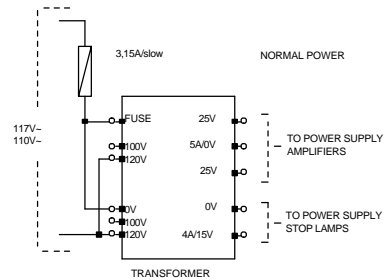 3,15A/slow
NORMAL POWER
117V~
110V~
FUSE
100V
120V
0V
100V
120V
25V
5A/0V
25V
0V
4A/15V
TO POWER SUPPLY
AMPLIFIERS
TO POWER SUPPLY
STOP LAMPS
TRANSFORMER